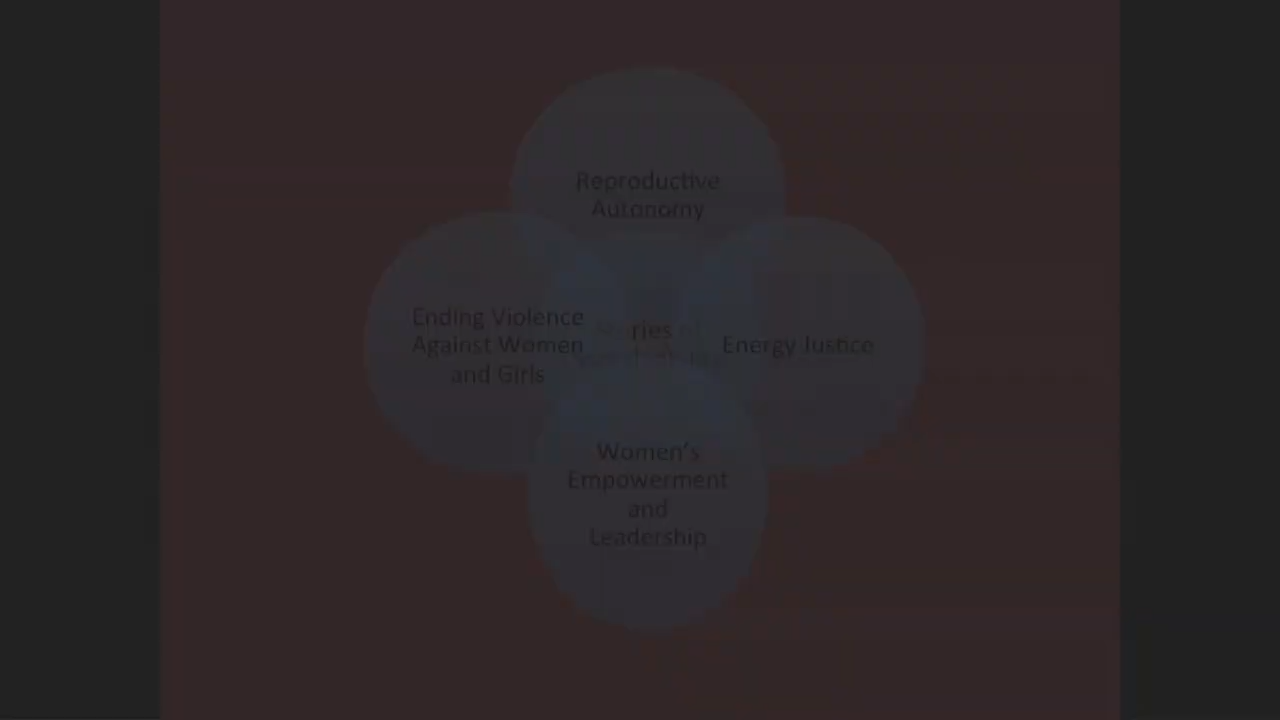 Reproductive
Autonomy
Ending Violence
Against Women
and Girls
Energy Justice
Women's
Empowerment
and
Leadership